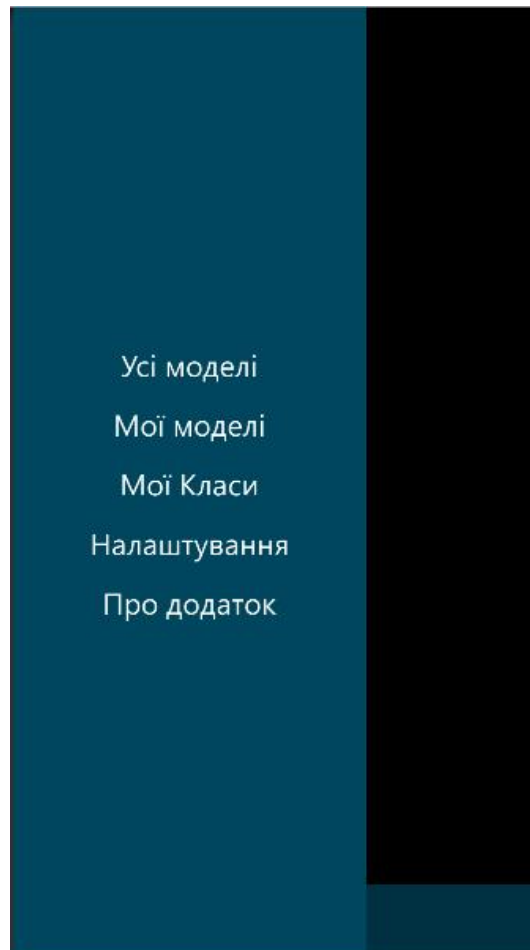 Усі моделі
Мої моделі
Мої Класи
Налаштування
Про додаток